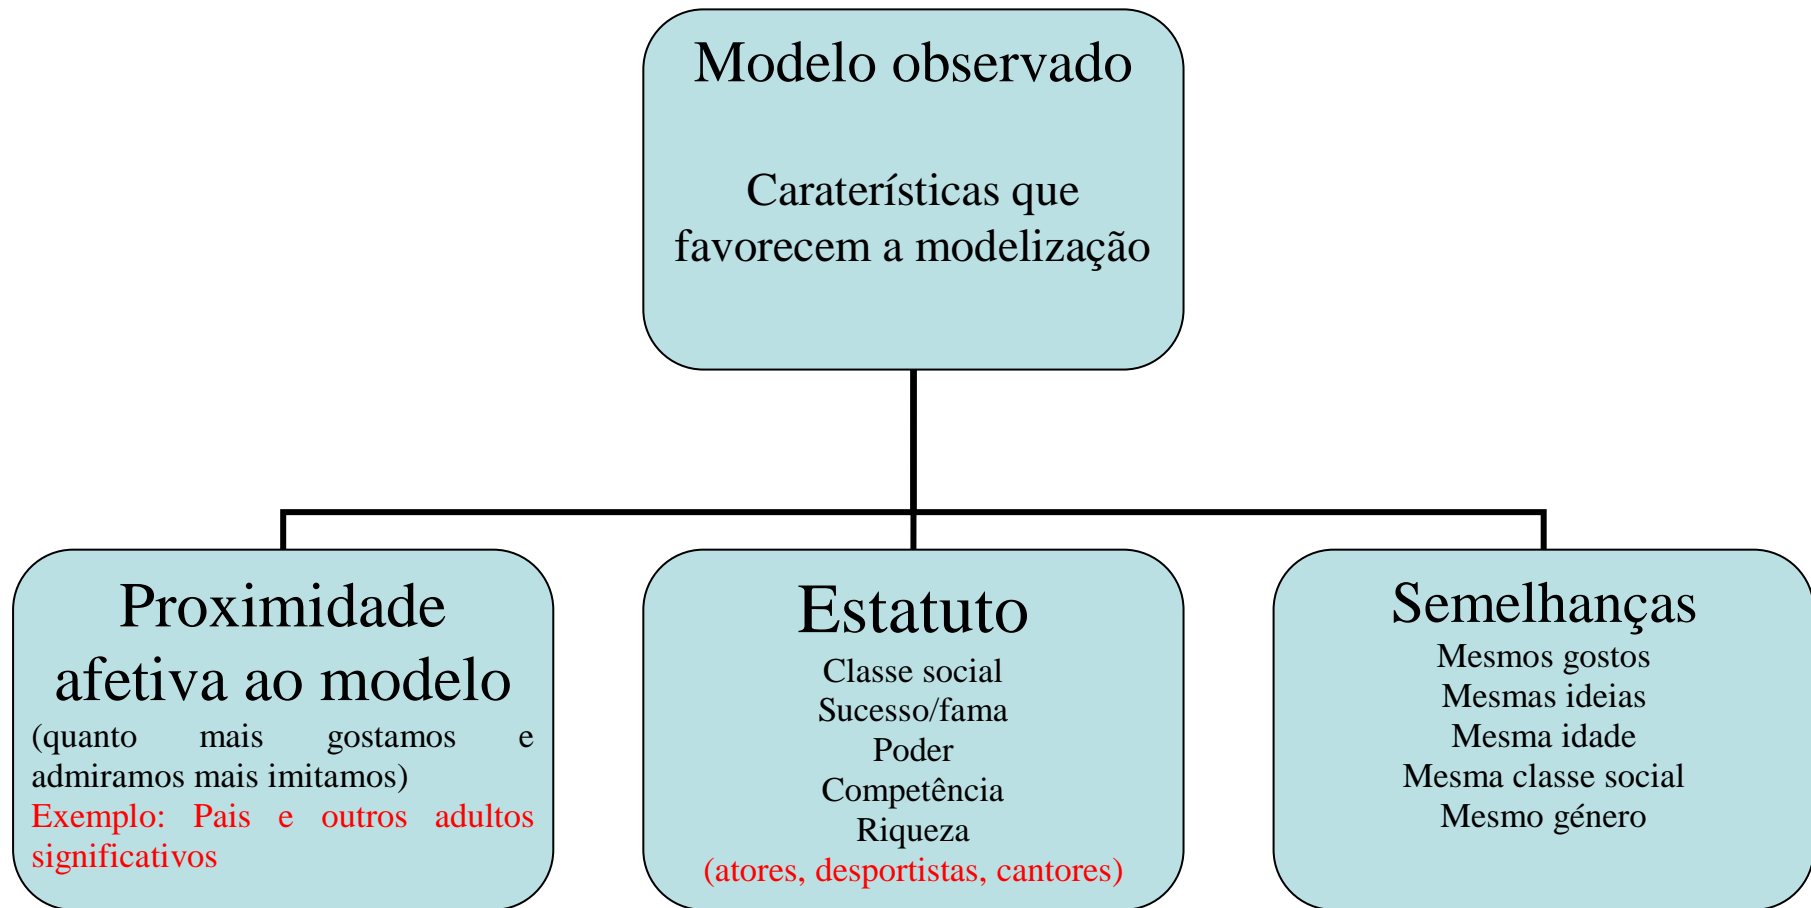 Modelo observado
Caraterísticas que
favorecem a modelização
Proximidade
afetiva ao modelo
(quanto mais gostamos e
admiramos mais imitamos)
Exemplo: Pais e outros adultos
significativos
Estatuto
Classe social
Sucesso/fama
Poder
Competência
Riqueza
(atores, desportistas, cantores)
Semelhanças
Mesmos gostos
Mesmas ideias
Mesma idade
Mesma classe social
Mesmo género